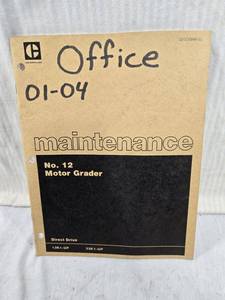 Office
01-04
maintenance
No. 12
Motor Grader
Direct Drive